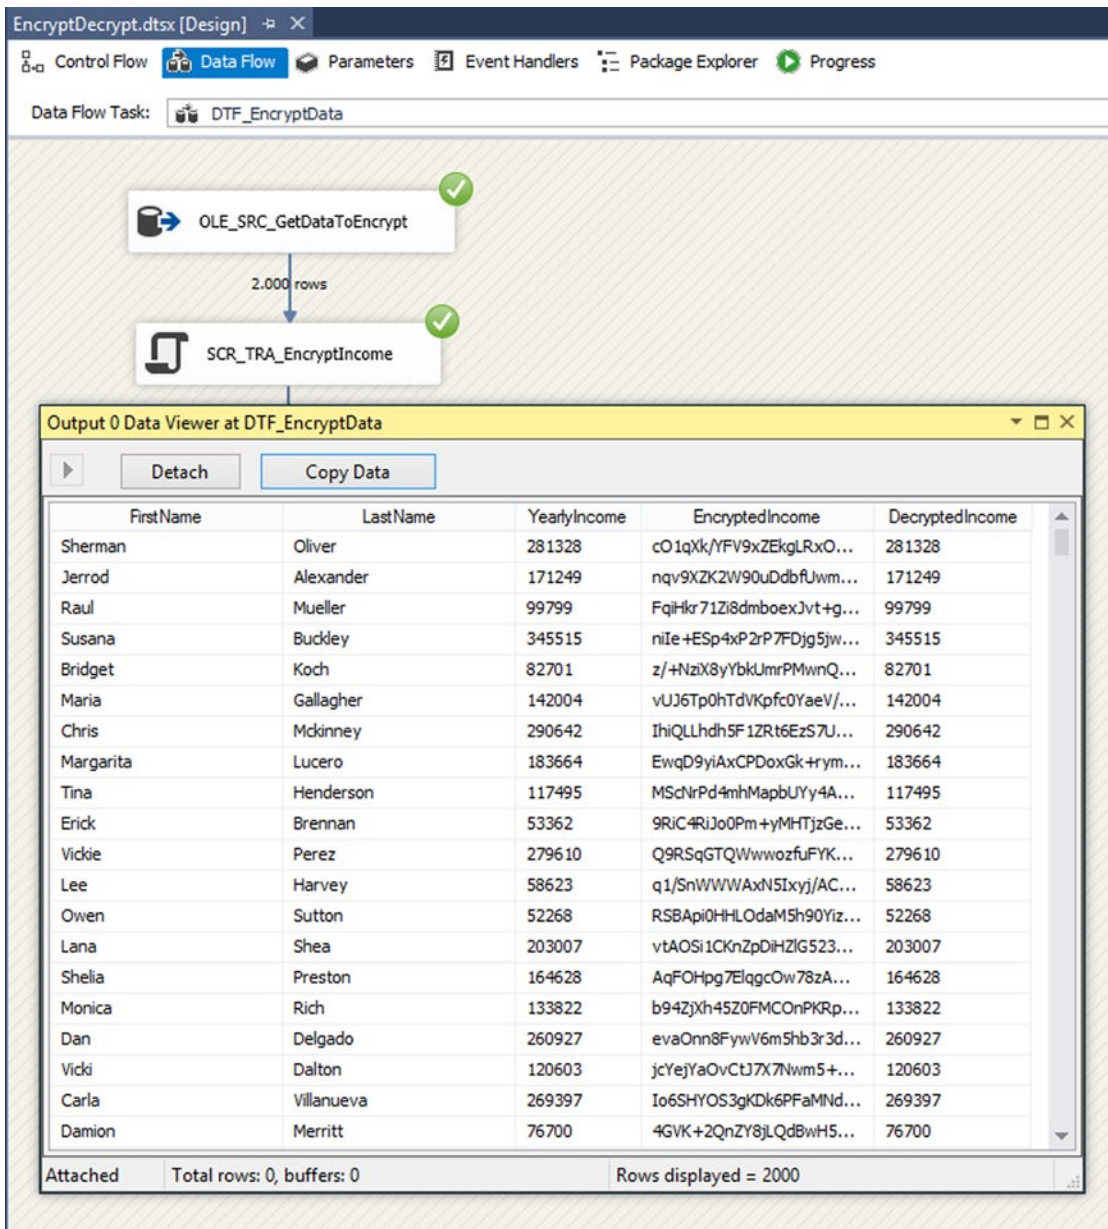 EncryptDecrypt.dtsx [Design]
Control Flow Data Flow Parameters Event Handlers Package Explorer Progress
Data Flow Task: DTF_EncryptData
OLE_SRC_GetDataToEncrypt
2.000 rows
SCR_TRA_EncryptIncome
Output 0 Data Viewer at DTF_EncryptData
Detach Copy Data
FirstName LastName YearlyIncome EncryptedIncome DecryptedIncome
Sherman Oliver 281328 cO1qXk/YFV9xZEkgLRxO... 281328
Jerrod Alexander 171249 nqv9XZK2W90uDdbfUwm... 171249
Raul Mueller 99799 FqiHkr71Zi8dmboexJvt+g... 99799
Susana Buckley 345515 niIe+ESp4xP2rP7FDjg5jw... 345515
Bridget Koch 82701 z/+NziX8yYbkUmrPMwnQ... 82701
Maria Gallagher 142004 vUJ6Tp0hTdVKpfc0YaeV/... 142004
Chris Mckinney 290642 IhiQLLhdh5F1ZRt6EzS7U... 290642
Margarita Lucero 183664 EwqD9yiAxCPDoxGk+rym... 183664
Tina Henderson 117495 MScNrPd4mhMapbUYy4A... 117495
Erick Brennan 53362 9RiC4RiJo0Pm+yMHTjzGe... 53362
Vickie Perez 279610 Q9RSqGTQWwwozfuFYK... 279610
Lee Harvey 58623 q1/SnWWWAxN5Ixyj/AC... 58623
Owen Sutton 52268 RSBApi0HHLOdaM5h90Yiz... 52268
Lana Shea 203007 vtAOSi1CKnZpDiHZlG523... 203007
Shelia Preston 164628 AqFOHpg7ElqgcOw78zA... 164628
Monica Rich 133822 b94ZjXh45Z0FMCOnPKRp... 133822
Dan Delgado 260927 evaOnn8FywV6m5hb3r3d... 260927
Vicki Dalton 120603 jcYejYaOvCtJ7X7Nwm5+... 120603
Carla Villanueva 269397 Io6SHYOS3gKDk6PFaMNd... 269397
Damion Merritt 76700 4GVK+2QnZY8jLQdBwH5... 76700
Attached Total rows: 0, buffers: 0 Rows displayed = 2000